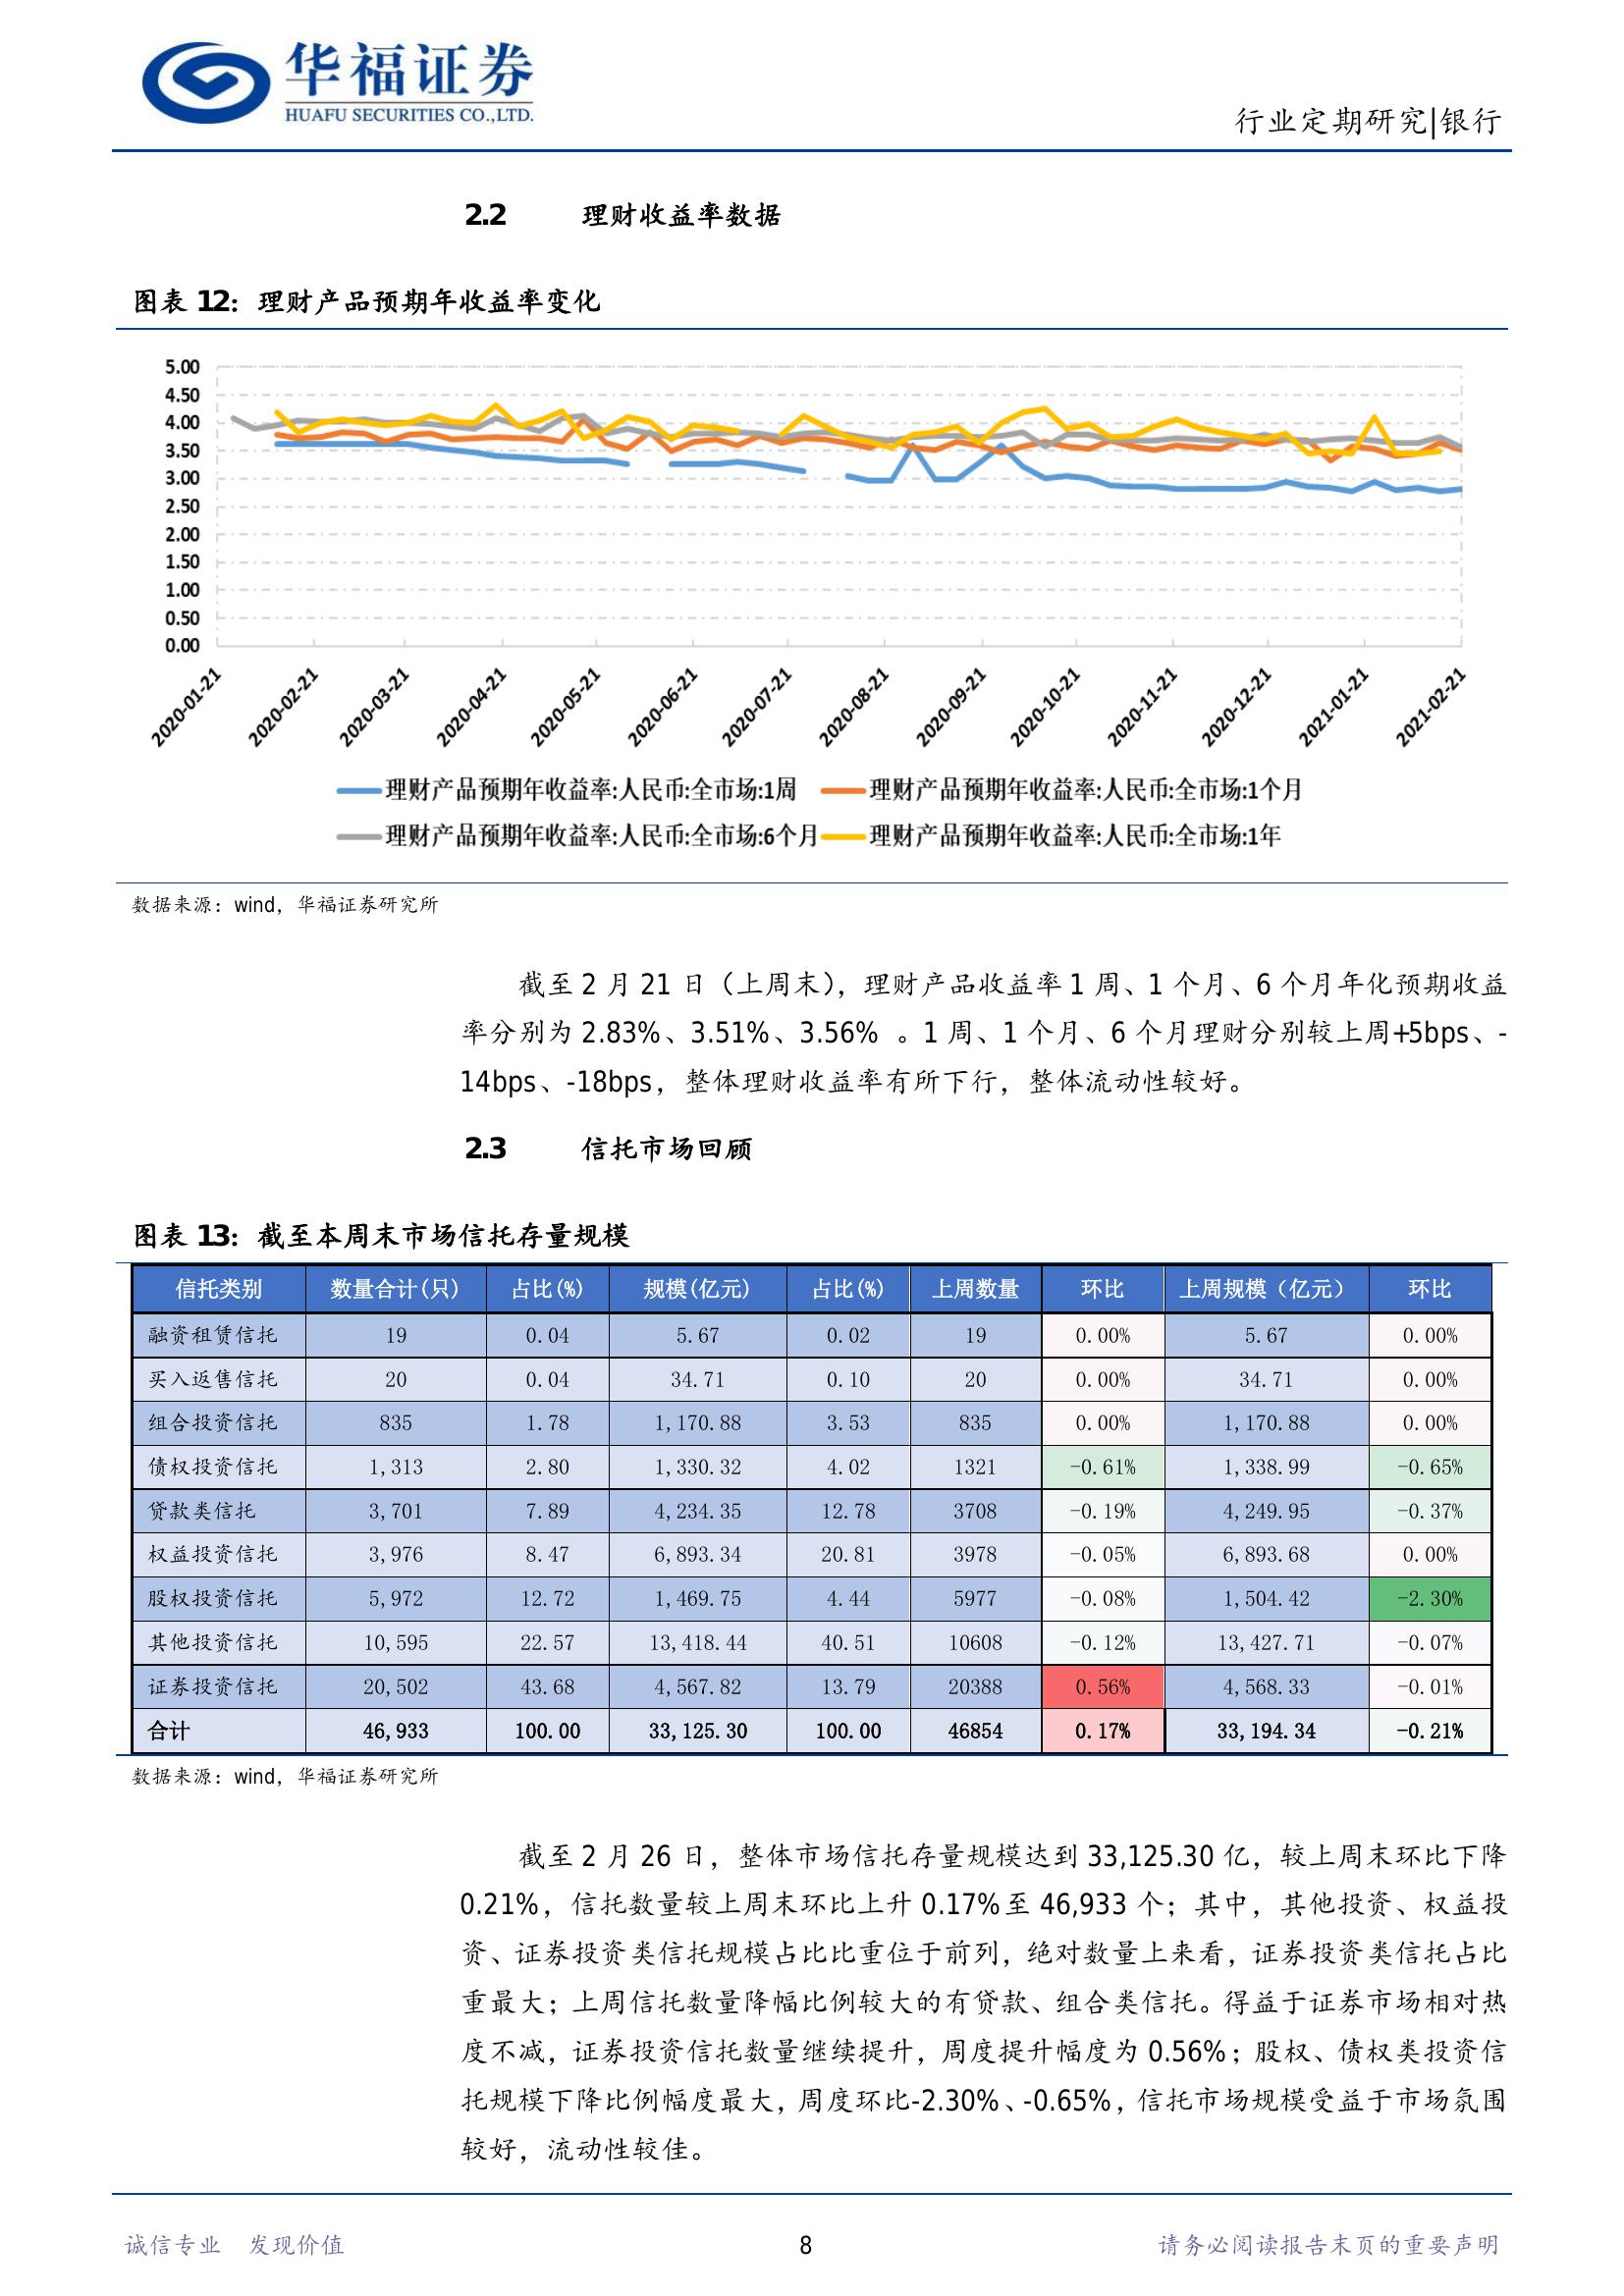 华福证券
HUAFU SECURITIES CO.,LTD.
行业定期研究|银行
2.2 理财收益率数据
图表 12：理财产品预期年收益率变化
5.00
4.50
4.00
3.50
3.00
2.50
2.00
1.50
1.00
0.50
0.00
2020-01-21 2020-02-21 2020-03-21 2020-04-21 2020-05-21 2020-06-21 2020-07-21 2020-08-21 2020-09-21 2020-10-21 2020-11-21 2020-12-21 2021-01-21 2021-02-21
理财产品预期年收益率:人民币:全市场:1周 理财产品预期年收益率:人民币:全市场:1个月
理财产品预期年收益率:人民币:全市场:6个月 理财产品预期年收益率:人民币:全市场:1年
数据来源：wind，华福证券研究所
截至 2 月 21 日（上周末），理财产品收益率 1 周、1 个月、6 个月年化预期收益
率分别为 2.83%、3.51%、3.56% 。1 周、1 个月、6 个月理财分别较上周+5bps、-
14bps、-18bps，整体理财收益率有所下行，整体流动性较好。
2.3 信托市场回顾
图表 13：截至本周末市场信托存量规模
信托类别 数量合计(只) 占比(%) 规模(亿元) 占比(%) 上周数量 环比 上周规模（亿元） 环比
融资租赁信托 19 0.04 5.67 0.02 19 0.00% 5.67 0.00%
买入返售信托 20 0.04 34.71 0.10 20 0.00% 34.71 0.00%
组合投资信托 835 1.78 1,170.88 3.53 835 0.00% 1,170.88 0.00%
债权投资信托 1,313 2.80 1,330.32 4.02 1321 -0.61% 1,338.99 -0.65%
贷款类信托 3,701 7.89 4,234.35 12.78 3708 -0.19% 4,249.95 -0.37%
权益投资信托 3,976 8.47 6,893.34 20.81 3978 -0.05% 6,893.68 0.00%
股权投资信托 5,972 12.72 1,469.75 4.44 5977 -0.08% 1,504.42 -2.30%
其他投资信托 10,595 22.57 13,418.44 40.51 10608 -0.12% 13,427.71 -0.07%
证券投资信托 20,502 43.68 4,567.82 13.79 20388 0.56% 4,568.33 -0.01%
合计 46,933 100.00 33,125.30 100.00 46854 0.17% 33,194.34 -0.21%
数据来源：wind，华福证券研究所
截至 2 月 26 日，整体市场信托存量规模达到 33,125.30 亿，较上周末环比下降
0.21%，信托数量较上周末环比上升 0.17%至 46,933 个；其中，其他投资、权益投
资、证券投资类信托规模占比比重位于前列，绝对数量上来看，证券投资类信托占比
重最大；上周信托数量降幅比例较大的有贷款、组合类信托。得益于证券市场相对热
度不减，证券投资信托数量继续提升，周度提升幅度为 0.56%；股权、债权类投资信
托规模下降比例幅度最大，周度环比-2.30%、-0.65%，信托市场规模受益于市场氛围
较好，流动性较佳。
诚信专业 发现价值 8 请务必阅读报告末页的重要声明